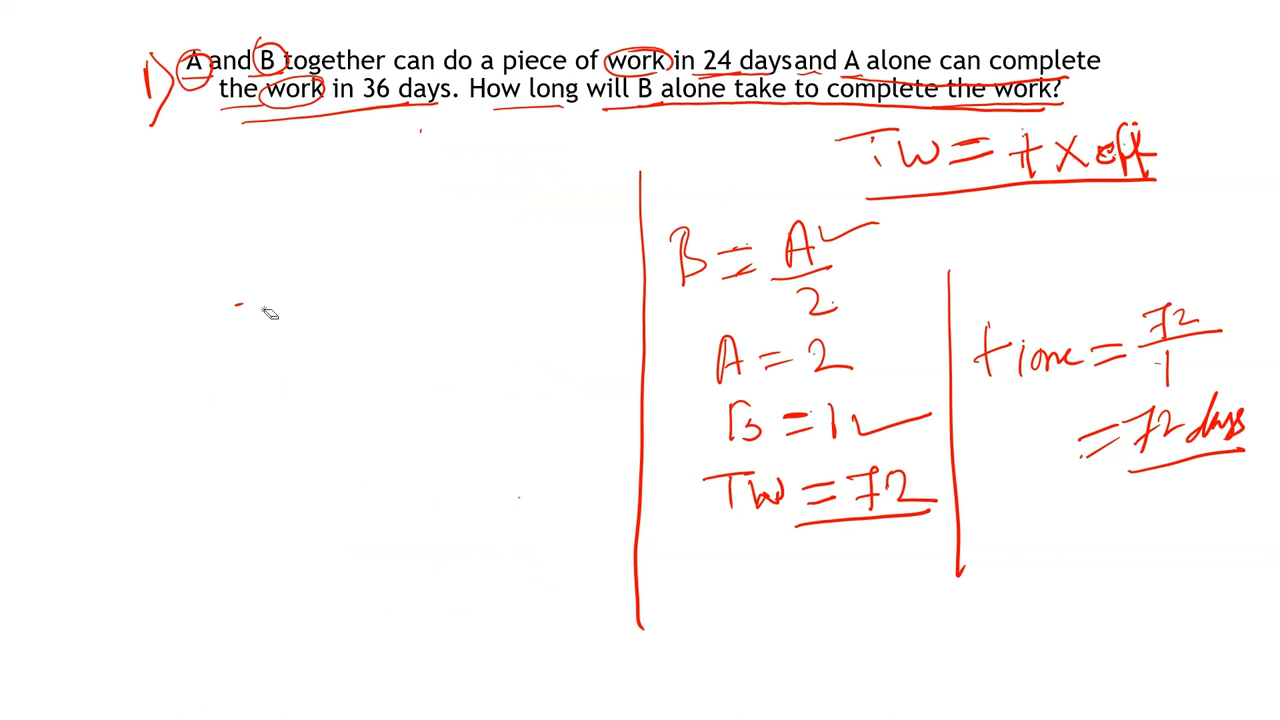 1) A and B together can do a piece of work in 24 days and A alone can complete
the work in 36 days. How long will B alone take to complete the work?
TW = t × eff
B = A/2
A = 2
B = 1
TW = 72
time = 72/1
= 72 days